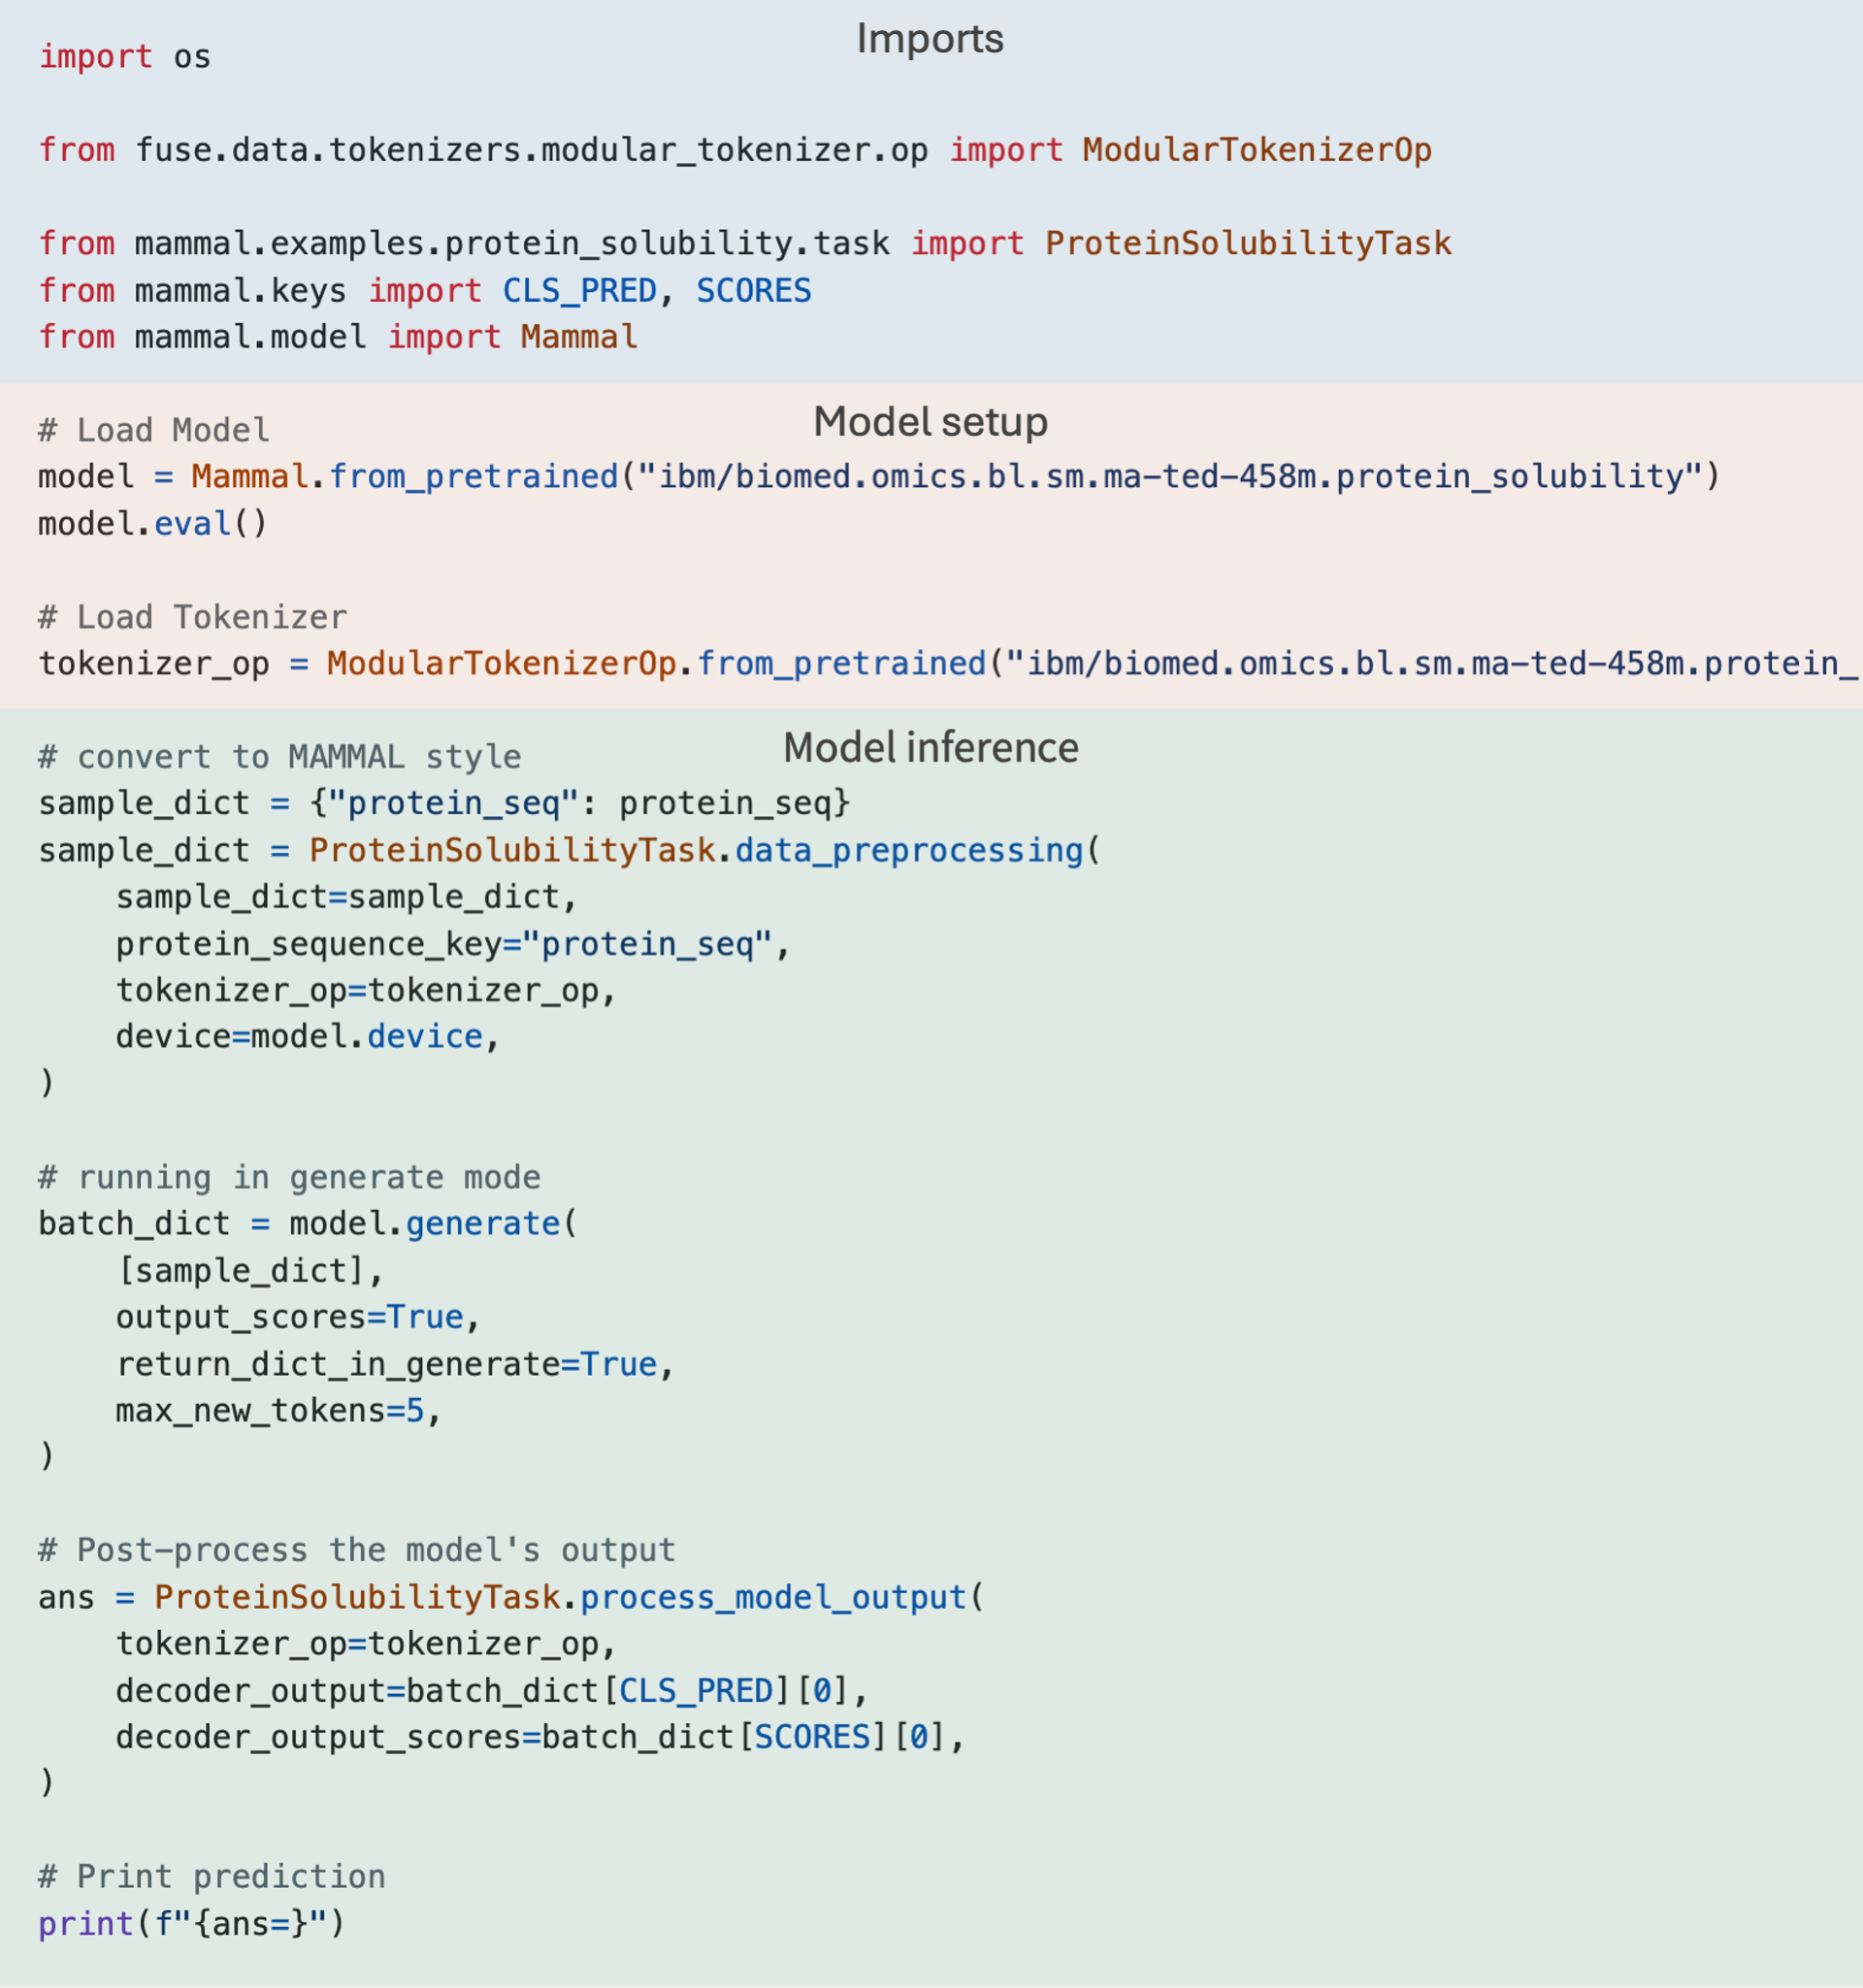 Imports
import os
from fuse.data.tokenizers.modular_tokenizer.op import ModularTokenizerOp
from mammal.examples.protein_solubility.task import ProteinSolubilityTask
from mammal.keys import CLS_PRED, SCORES
from mammal.model import Mammal
Model setup
# Load Model
model = Mammal.from_pretrained("ibm/biomed.omics.bl.sm.ma-ted-458m.protein_solubility")
model.eval()
# Load Tokenizer
tokenizer_op = ModularTokenizerOp.from_pretrained("ibm/biomed.omics.bl.sm.ma-ted-458m.protein_
Model inference
# convert to MAMMAL style
sample_dict = {"protein_seq": protein_seq}
sample_dict = ProteinSolubilityTask.data_preprocessing(
    sample_dict=sample_dict,
    protein_sequence_key="protein_seq",
    tokenizer_op=tokenizer_op,
    device=model.device,
)
# running in generate mode
batch_dict = model.generate(
    [sample_dict],
    output_scores=True,
    return_dict_in_generate=True,
    max_new_tokens=5,
)
# Post-process the model's output
ans = ProteinSolubilityTask.process_model_output(
    tokenizer_op=tokenizer_op,
    decoder_output=batch_dict[CLS_PRED][0],
    decoder_output_scores=batch_dict[SCORES][0],
)
# Print prediction
print(f"{ans=}")